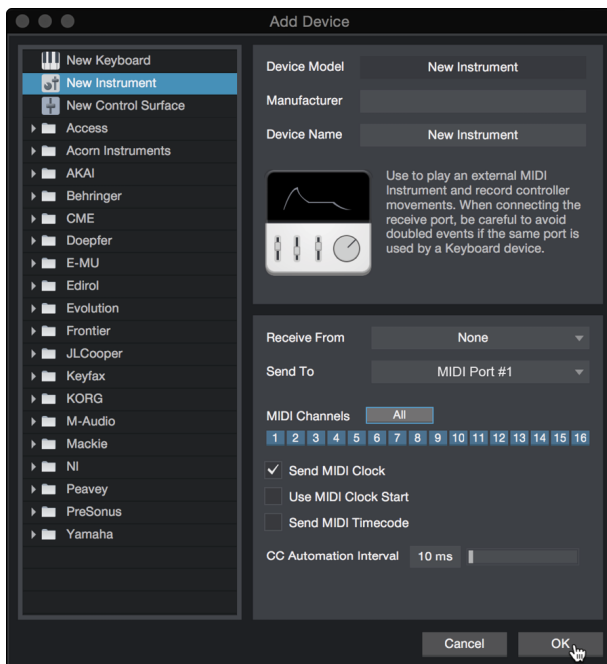 Add Device
New Keyboard
New Instrument
New Control Surface
Access
Acorn Instruments
AKAI
Behringer
CME
Doepfer
E-MU
Edirol
Evolution
Frontier
JLCooper
Keyfax
KORG
M-Audio
Mackie
NI
Peavey
PreSonus
Yamaha
Device Model New Instrument
Manufacturer
Device Name New Instrument
Use to play an external MIDI
Instrument and record controller
movements. When connecting the
receive port, be careful to avoid
doubled events if the same port is
used by a Keyboard device.
Receive From None
Send To MIDI Port #1
MIDI Channels All
1 2 3 4 5 6 7 8 9 10 11 12 13 14 15 16
Send MIDI Clock
Use MIDI Clock Start
Send MIDI Timecode
CC Automation Interval 10 ms
Cancel OK